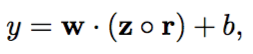 y = w · (z ∘ r) + b,